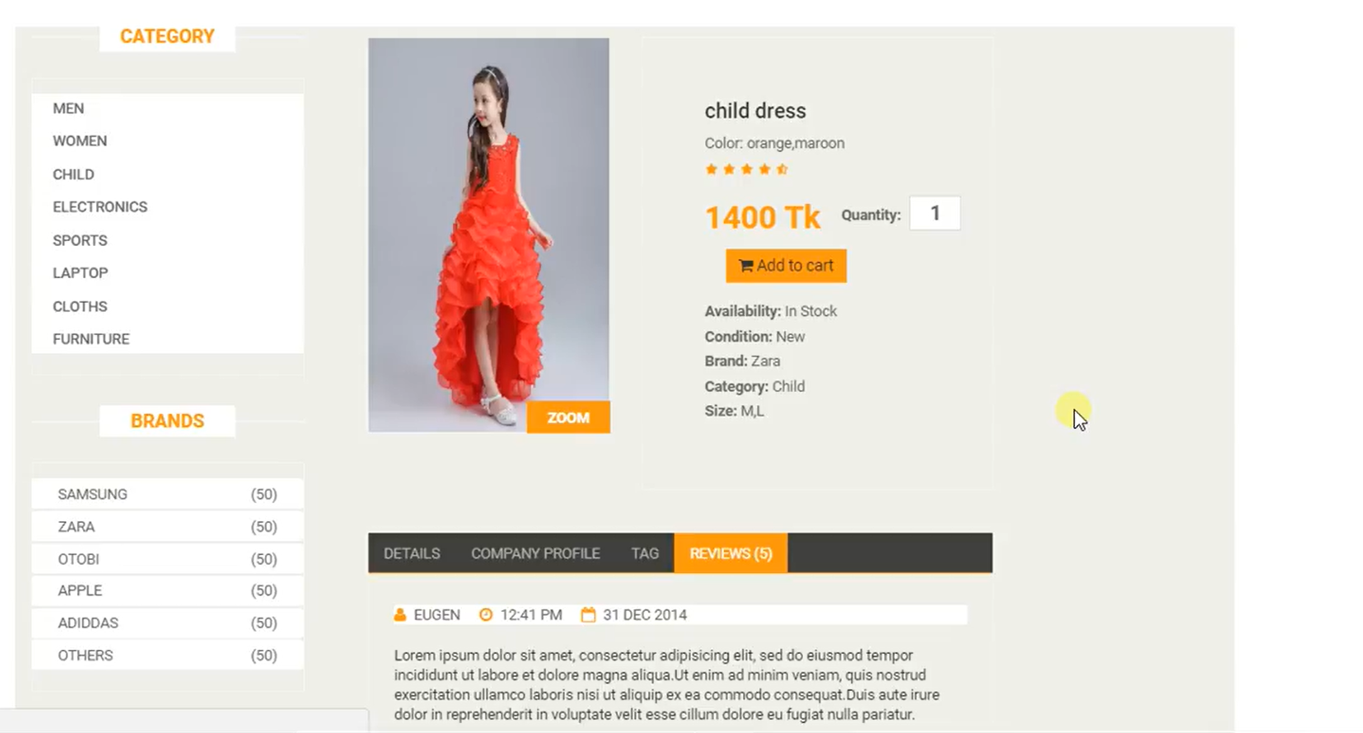 CATEGORY
MEN
WOMEN
CHILD
ELECTRONICS
SPORTS
LAPTOP
CLOTHS
FURNITURE
BRANDS
SAMSUNG (50)
ZARA (50)
OTOBI (50)
APPLE (50)
ADIDDAS (50)
OTHERS (50)
ZOOM
child dress
Color: orange,maroon
1400 Tk Quantity: 1
Add to cart
Availability: In Stock
Condition: New
Brand: Zara
Category: Child
Size: M,L
DETAILS COMPANY PROFILE TAG REVIEWS (5)
EUGEN 12:41 PM 31 DEC 2014
Lorem ipsum dolor sit amet, consectetur adipisicing elit, sed do eiusmod tempor
incididunt ut labore et dolore magna aliqua.Ut enim ad minim veniam, quis nostrud
exercitation ullamco laboris nisi ut aliquip ex ea commodo consequat.Duis aute irure
dolor in reprehenderit in voluptate velit esse cillum dolore eu fugiat nulla pariatur.